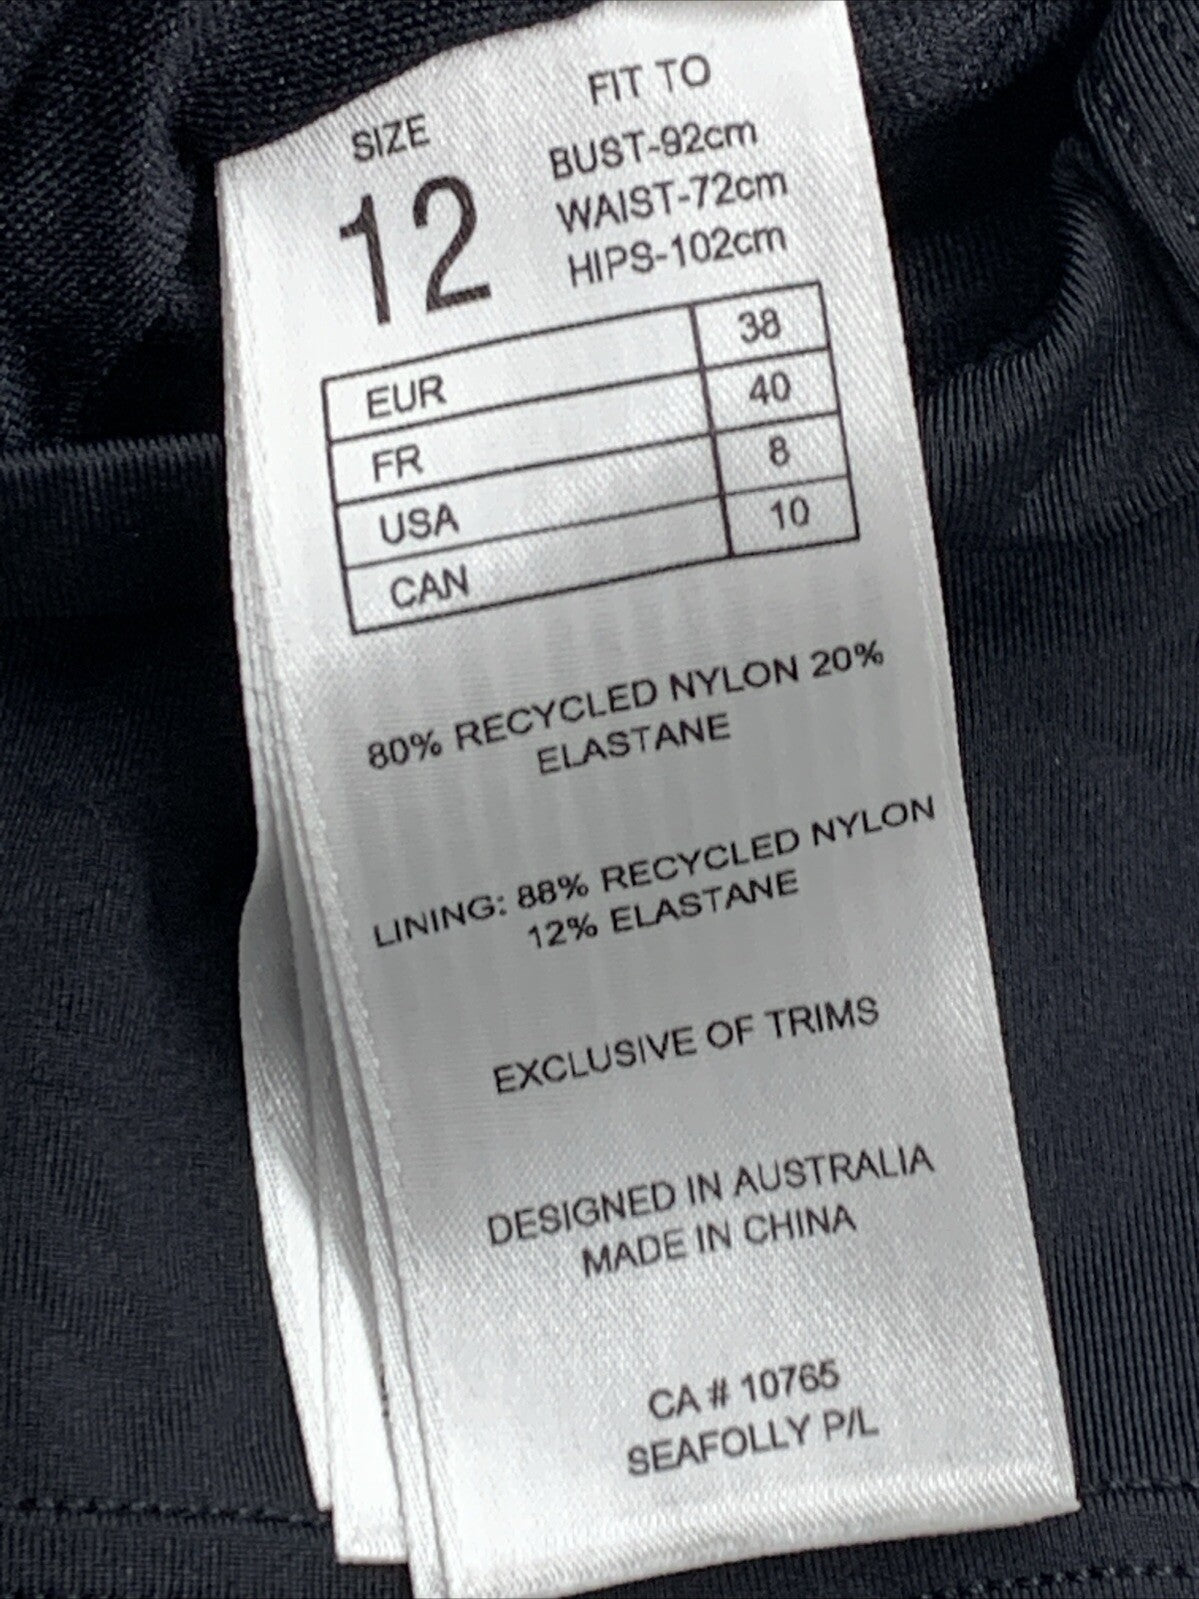 SIZE
12
FIT TO
BUST-92cm
WAIST-72cm
HIPS-102cm
EUR 38
FR 40
USA 8
CAN 10
80% RECYCLED NYLON 20%
ELASTANE
LINING: 88% RECYCLED NYLON
12% ELASTANE
EXCLUSIVE OF TRIMS
DESIGNED IN AUSTRALIA
MADE IN CHINA
CA # 10765
SEAFOLLY P/L